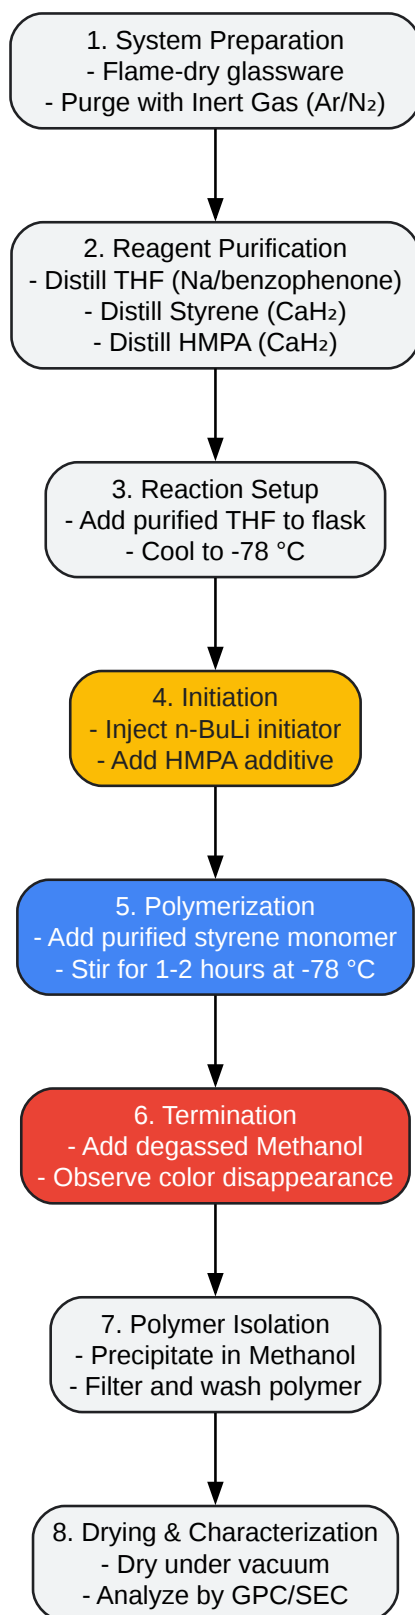 1. System Preparation
- Flame-dry glassware
- Purge with Inert Gas (Ar/N₂)
2. Reagent Purification
- Distill THF (Na/benzophenone)
- Distill Styrene (CaH₂)
- Distill HMPA (CaH₂)
3. Reaction Setup
- Add purified THF to flask
- Cool to -78 °C
4. Initiation
- Inject n-BuLi initiator
- Add HMPA additive
5. Polymerization
- Add purified styrene monomer
- Stir for 1-2 hours at -78 °C
6. Termination
- Add degassed Methanol
- Observe color disappearance
7. Polymer Isolation
- Precipitate in Methanol
- Filter and wash polymer
8. Drying & Characterization
- Dry under vacuum
- Analyze by GPC/SEC